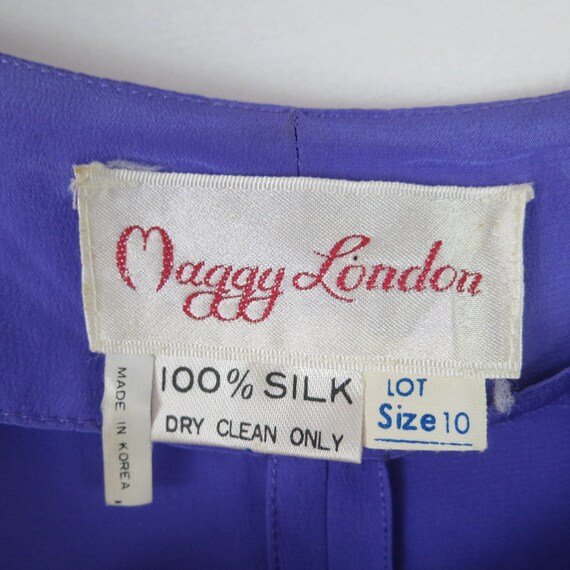 Maggy London
MADE IN KOREA
100% SILK
DRY CLEAN ONLY
LOT
Size 10